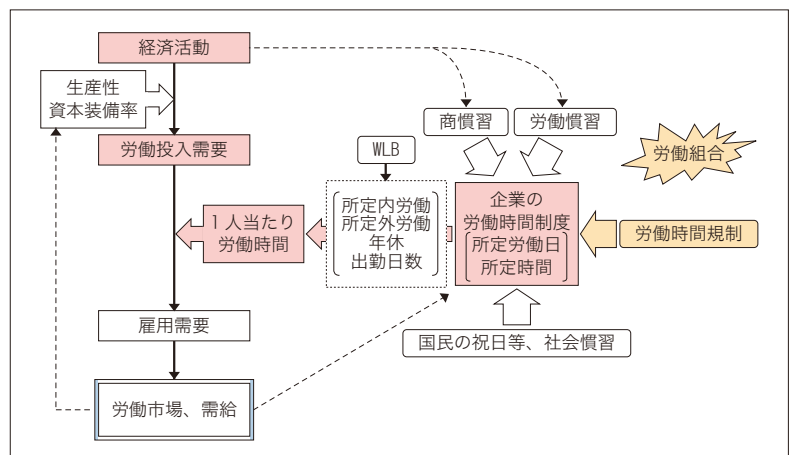 経済活動
生産性
資本装備率
商慣習
労働慣習
労働組合
労働投入需要
WLB
1人当たり
労働時間
所定内労働
所定外労働
年休
出勤日数
企業の
労働時間制度
所定労働日
所定時間
労働時間規制
雇用需要
国民の祝日等、社会慣習
労働市場、需給